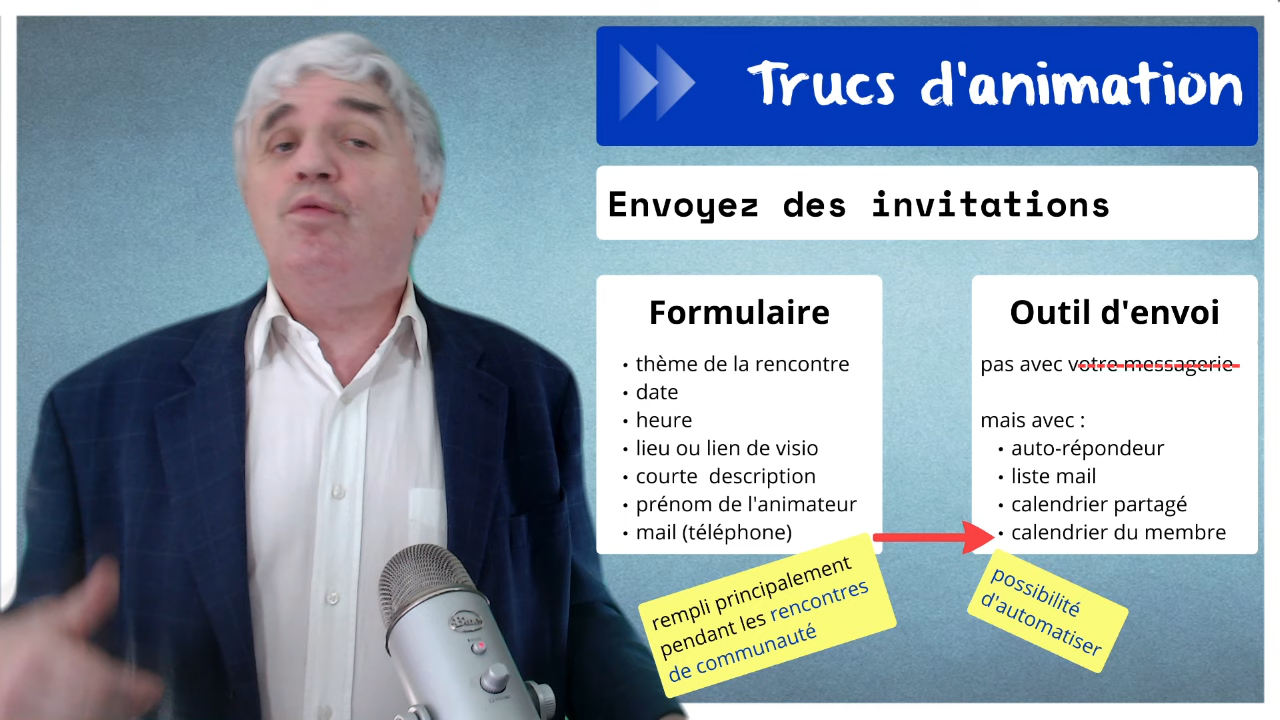 Trucs d'animation
Envoyez des invitations
Formulaire
• thème de la rencontre
• date
• heure
• lieu ou lien de visio
• courte description
• prénom de l'animateur
• mail (téléphone)
rempli principalement
pendant les rencontres
de communauté
Outil d'envoi
pas avec votre messagerie
mais avec :
• auto-répondeur
• liste mail
• calendrier partagé
• calendrier du membre
possibilité
d'automatiser
Blue